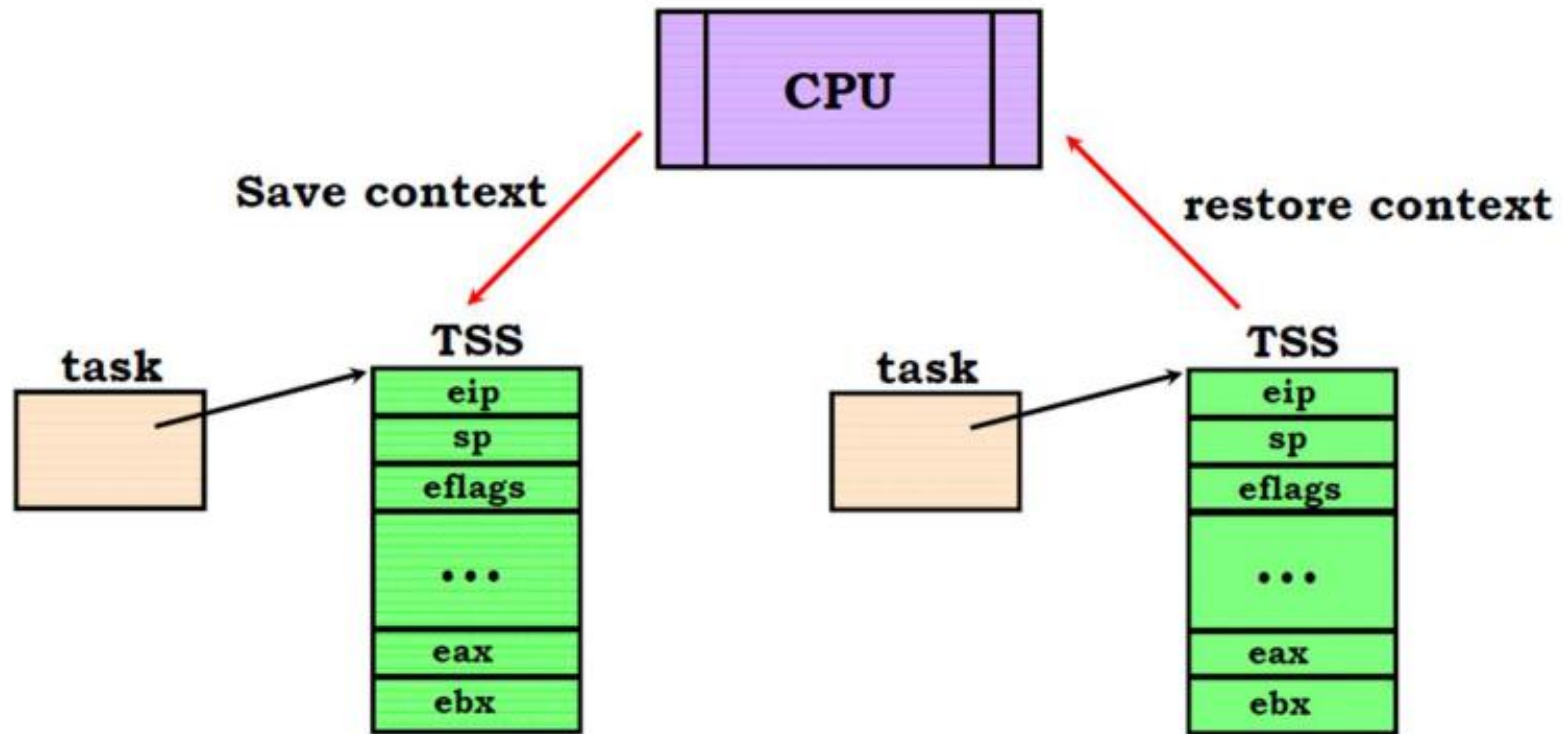 CPU
Save context
restore context
task
TSS
eip
sp
eflags
...
eax
ebx
task
TSS
eip
sp
eflags
...
eax
ebx